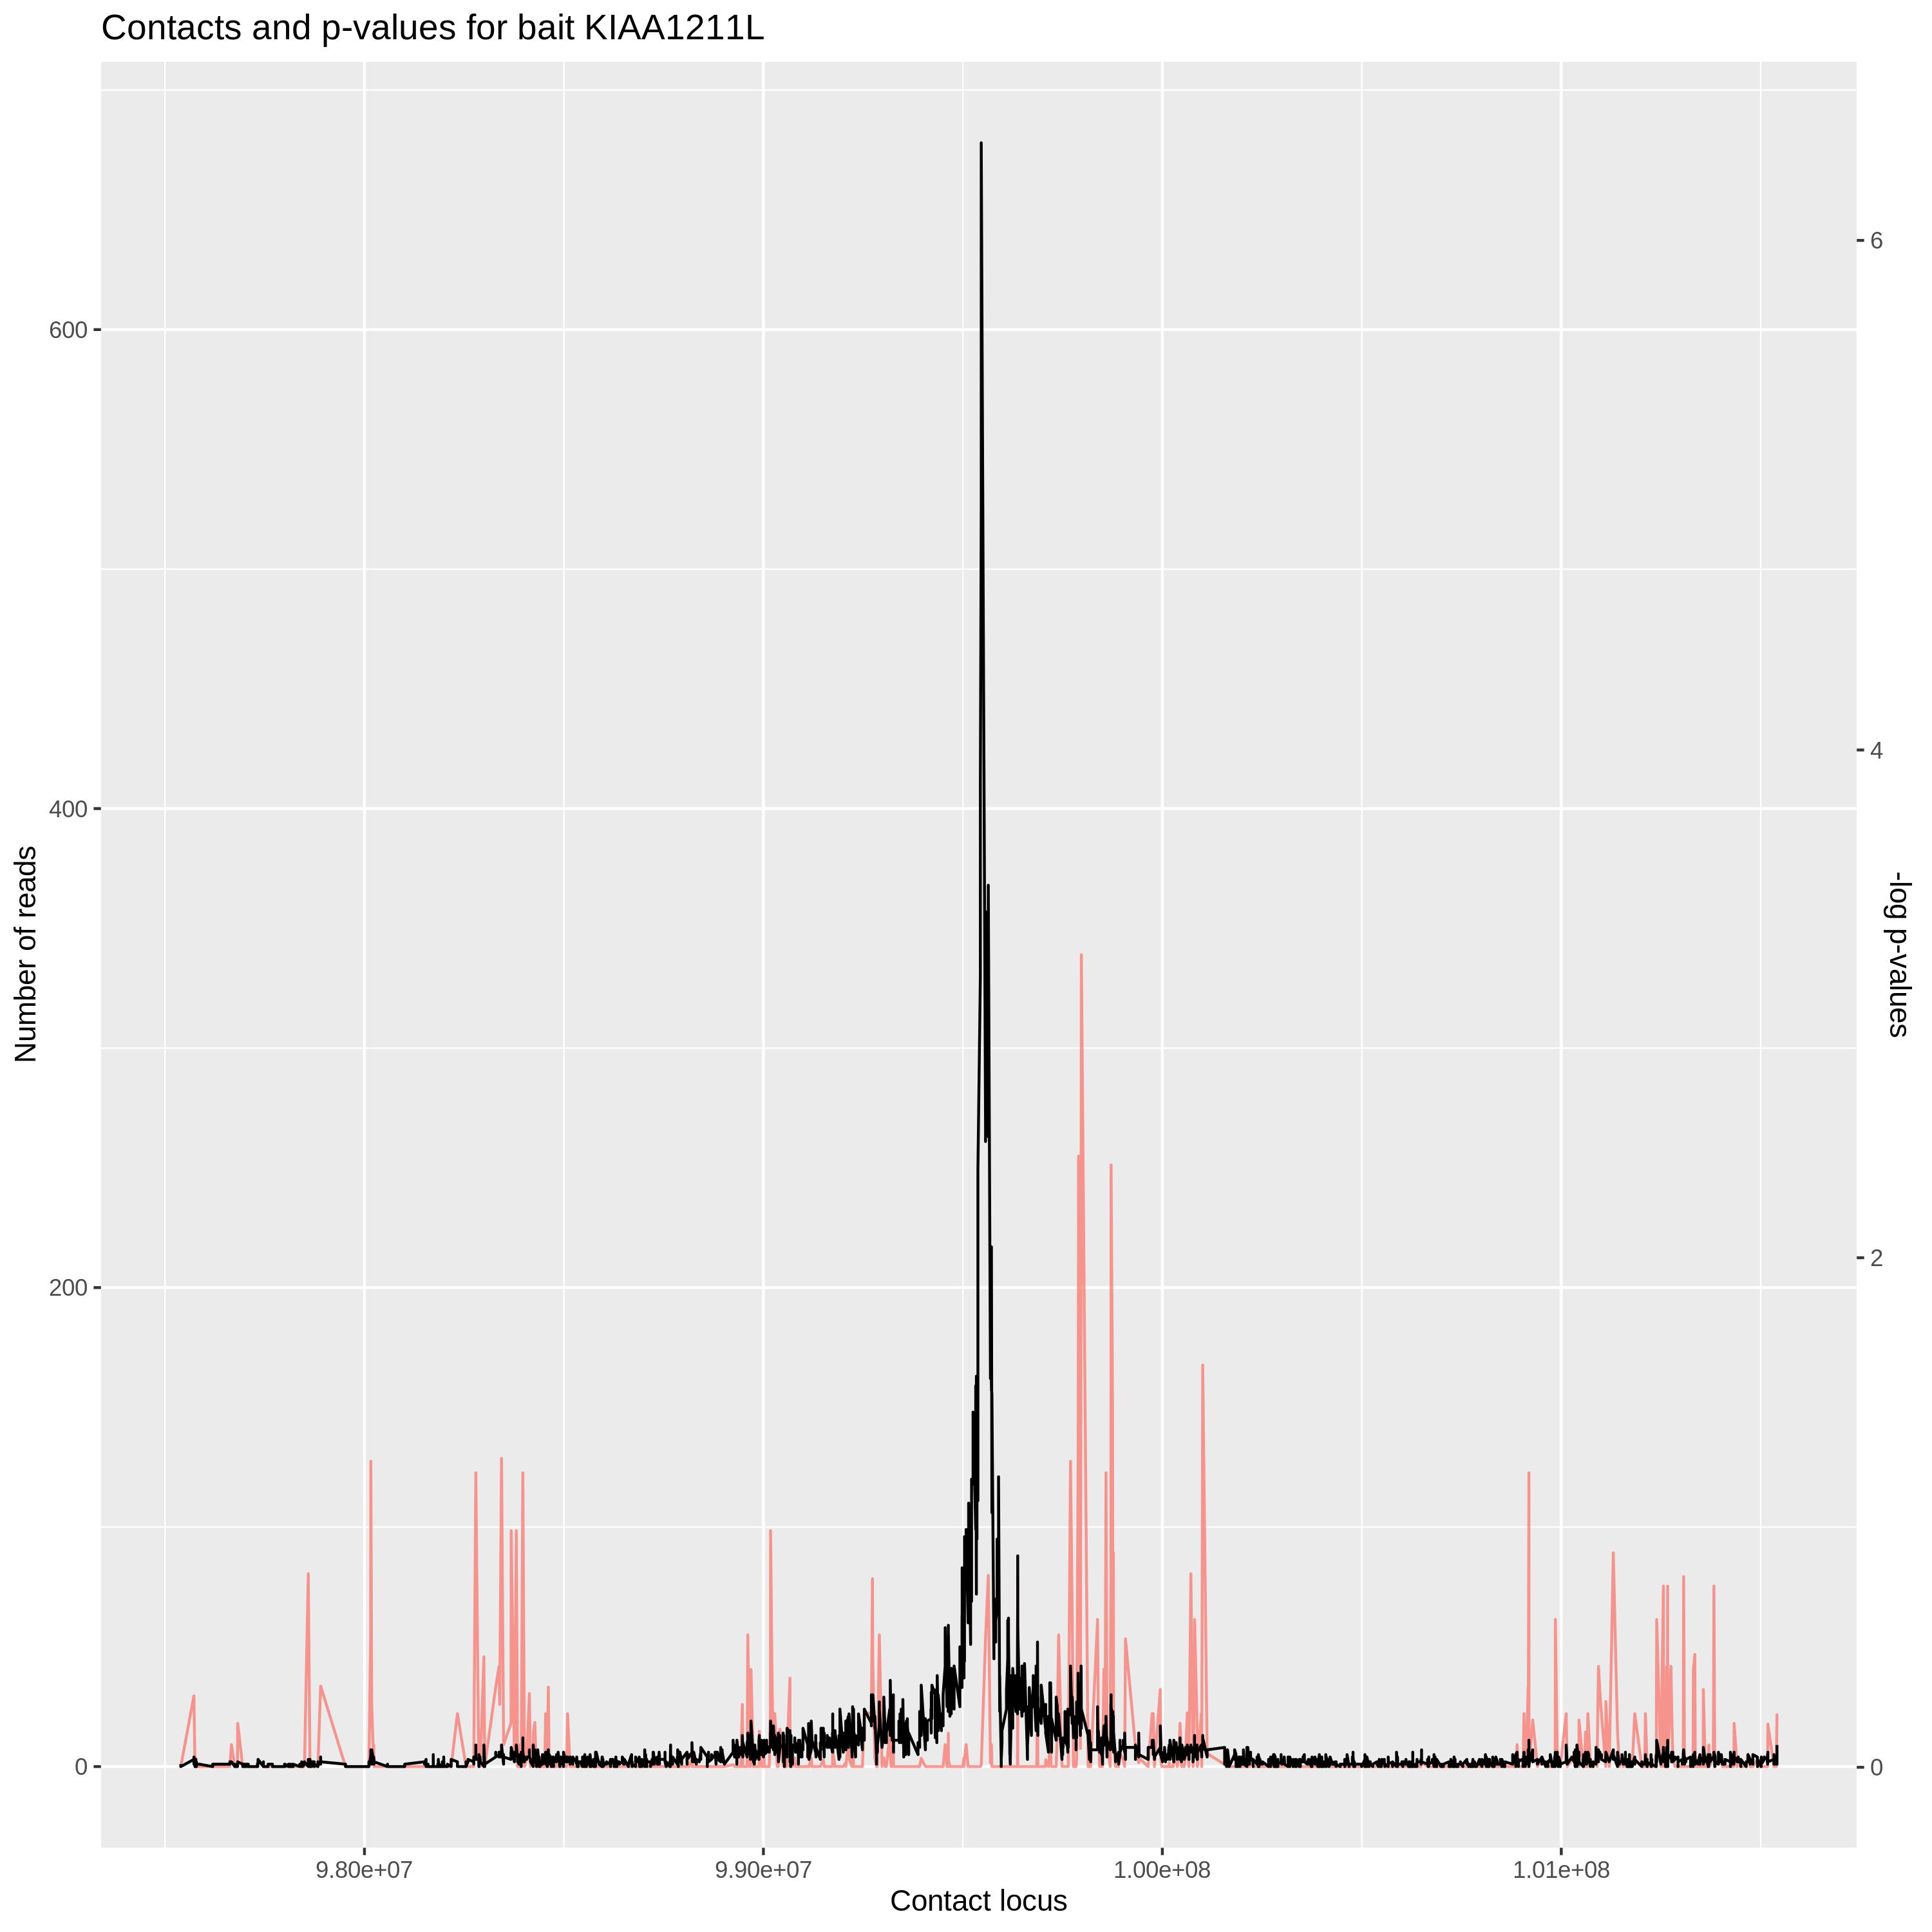 Contacts and p-values for bait KIAA1211L
Number of reads
600
400
200
0
6
4
2
0
-log p-values
9.80e+07
9.90e+07
1.00e+08
1.01e+08
Contact locus